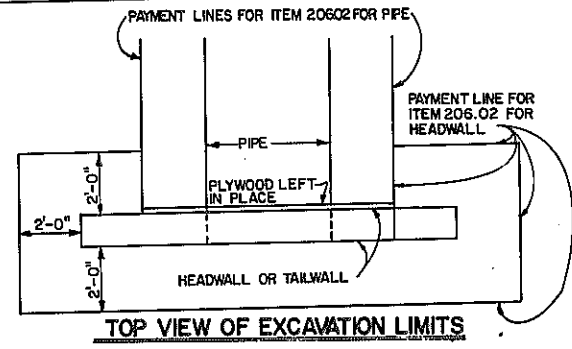 PAYMENT LINES FOR ITEM 20602 FOR PIPE
PAYMENT LINE FOR
ITEM 206.02 FOR
HEADWALL
PIPE
PLYWOOD LEFT
IN PLACE
2'-0"
2'-0"
2'-0"
HEADWALL OR TAILWALL
TOP VIEW OF EXCAVATION LIMITS